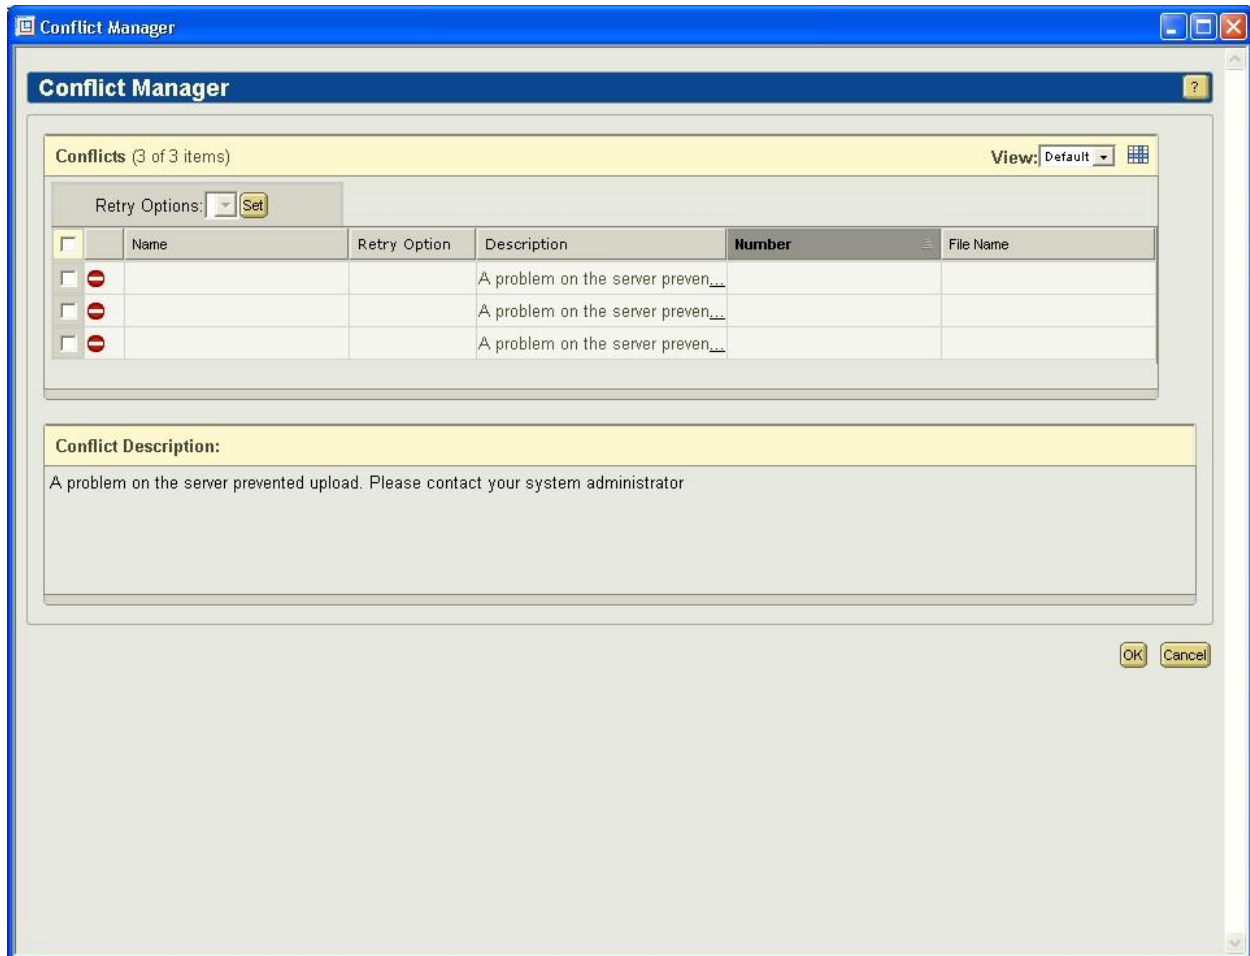 Conflict Manager
Conflict Manager
?
Conflicts (3 of 3 items) View: Default
Retry Options: Set
Name Retry Option Description Number File Name
A problem on the server preven...
A problem on the server preven...
A problem on the server preven...
Conflict Description:
A problem on the server prevented upload. Please contact your system administrator
OK Cancel